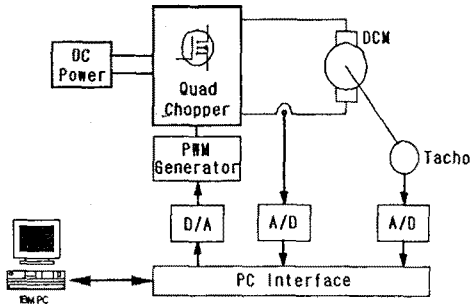 DC
Power
Quad
Chopper
DCM
PWM
Generator
Tacho
D/A
A/D
A/D
PC Interface
IBM PC